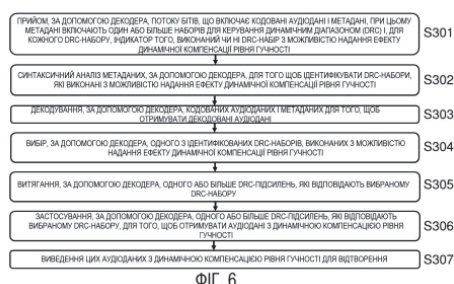 ПРИЙОМ, ЗА ДОПОМОГОЮ ДЕКОДЕРА, ПОТОКУ БІТІВ, ЩО ВКЛЮЧАЄ КОДОВАНІ АУДІОДАНІ І МЕТАДАНІ, ПРИ ЦЬОМУ
МЕТАДАНІ ВКЛЮЧАЮТЬ ОДИН АБО БІЛЬШЕ НАБОРІВ ДЛЯ КЕРУВАННЯ ДИНАМІЧНИМ ДІАПАЗОНОМ (DRC) І, ДЛЯ
КОЖНОГО DRC-НАБОРУ, ІНДИКАТОР ТОГО, ВИКОНАНИЙ ЧИ НІ DRC-НАБІР З МОЖЛИВІСТЮ НАДАННЯ ЕФЕКТУ
ДИНАМІЧНОЇ КОМПЕНСАЦІЇ РІВНЯ ГУЧНОСТІ
S301
СИНТАКСИЧНИЙ АНАЛІЗ МЕТАДАНИХ, ЗА ДОПОМОГОЮ ДЕКОДЕРА, ДЛЯ ТОГО ЩОБ ІДЕНТИФІКУВАТИ DRC-НАБОРИ,
ЯКІ ВИКОНАНІ З МОЖЛИВІСТЮ НАДАННЯ ЕФЕКТУ ДИНАМІЧНОЇ КОМПЕНСАЦІЇ РІВНЯ ГУЧНОСТІ
S302
ДЕКОДУВАННЯ, ЗА ДОПОМОГОЮ ДЕКОДЕРА, КОДОВАНИХ АУДІОДАНИХ І МЕТАДАНИХ ДЛЯ ТОГО, ЩОБ
ОТРИМУВАТИ ДЕКОДОВАНІ АУДІОДАНІ
S303
ВИБІР, ЗА ДОПОМОГОЮ ДЕКОДЕРА, ОДНОГО З ІДЕНТИФІКОВАНИХ DRC-НАБОРІВ, ВИКОНАНИХ З МОЖЛИВІСТЮ
НАДАННЯ ЕФЕКТУ ДИНАМІЧНОЇ КОМПЕНСАЦІЇ РІВНЯ ГУЧНОСТІ
S304
ВИТЯГАННЯ, ЗА ДОПОМОГОЮ ДЕКОДЕРА, ОДНОГО АБО БІЛЬШЕ DRC-ПІДСИЛЕНЬ, ЯКІ ВІДПОВІДАЮТЬ ВИБРАНОМУ
DRC-НАБОРУ
S305
ЗАСТОСУВАННЯ, ЗА ДОПОМОГОЮ ДЕКОДЕРА, ОДНОГО АБО БІЛЬШЕ DRC-ПІДСИЛЕНЬ, ЯКІ ВІДПОВІДАЮТЬ
ВИБРАНОМУ DRC-НАБОРУ, ДЛЯ ТОГО, ЩОБ ОТРИМУВАТИ АУДІОДАНІ З ДИНАМІЧНОЮ КОМПЕНСАЦІЄЮ РІВНЯ
ГУЧНОСТІ
S306
ВИВЕДЕННЯ ЦИХ АУДІОДАНИХ З ДИНАМІЧНОЮ КОМПЕНСАЦІЄЮ РІВНЯ ГУЧНОСТІ ДЛЯ ВІДТВОРЕННЯ
S307
ФІГ. 6